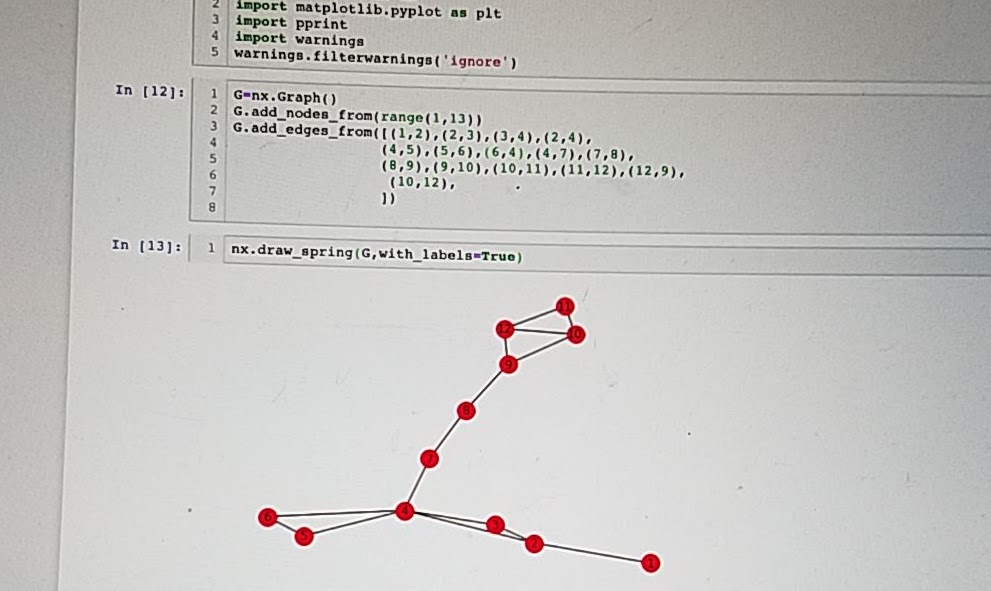 2 import matplotlib.pyplot as plt
3 import pprint
4 import warnings
5 warnings.filterwarnings('ignore')
In [12]: 1 G=nx.Graph()
2 G.add_nodes_from(range(1,13))
3 G.add_edges_from([(1,2),(2,3),(3,4),(2,4),
4 (4,5),(5,6),(6,4),(4,7),(7,8),
5 (8,9),(9,10),(10,11),(11,12),(12,9),
6 (10,12),
7 ])
8
In [13]: 1 nx.draw_spring(G,with_labels=True)
11
12
10
9
8
7
6
4
3
5
2
1